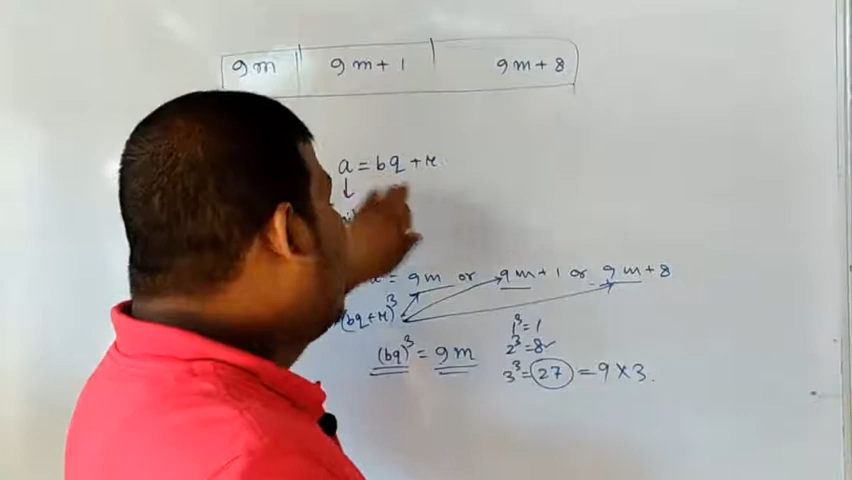 9m 9m+1 9m+8
a = bq + r
a = 9m or 9m+1 or 9m+8
(bq+r)³
1³=1
2³=8
(bq)³ = 9m
3³=27 = 9×3.